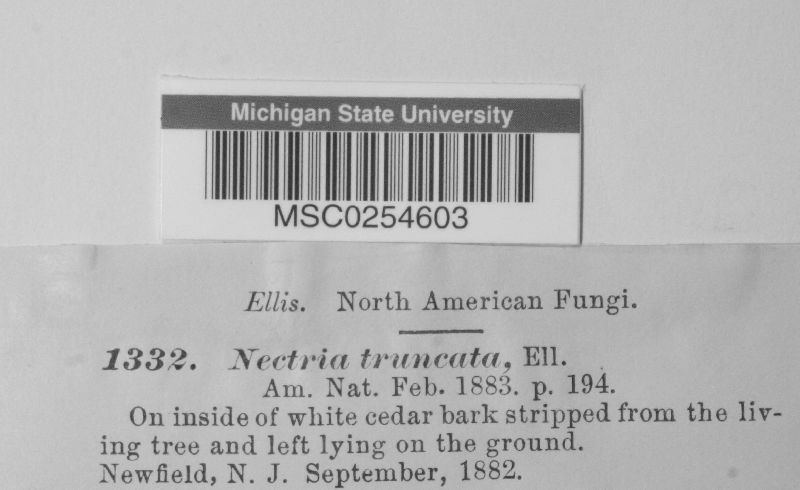 Michigan State University
MSC0254603
Ellis. North American Fungi.
1332. Nectria truncata, Ell.
Am. Nat. Feb. 1883. p. 194.
On inside of white cedar bark stripped from the liv-
ing tree and left lying on the ground.
Newfield, N. J. September, 1882.